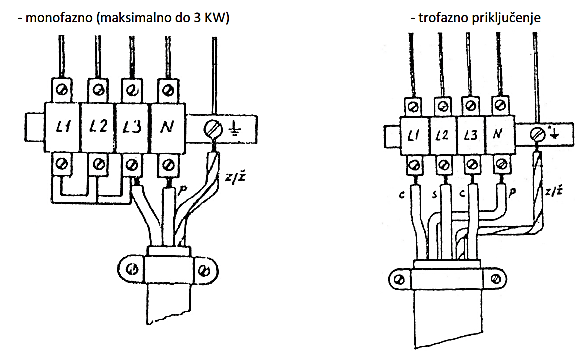 - monofazno (maksimalno do 3 KW)
- trofazno priključenje
L1 L2 L3 N
P
z/ž
L1 L2 L3 N
c s c p
z/ž